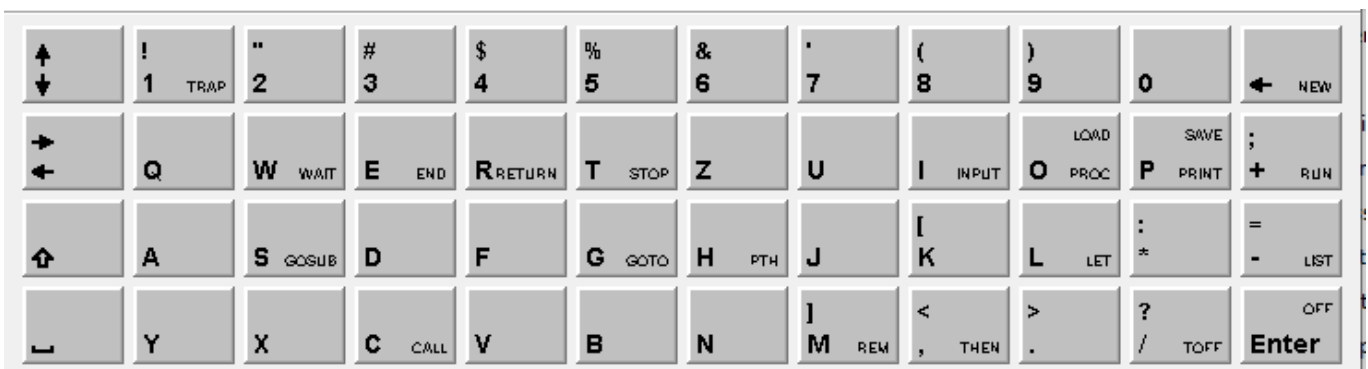 ! " # $ % & ' ( )
1 TRAP 2 3 4 5 6 7 8 9 0 NEW
LOAD SAVE ;
Q W WAIT E END R RETURN T STOP Z U I INPUT O PROC P PRINT + RUN
[ : =
A S GOSUB D F G GOTO H PTH J K L LET * - LIST
] < > ? OFF
Y X C CALL V B N M REM , THEN . / TOFF Enter